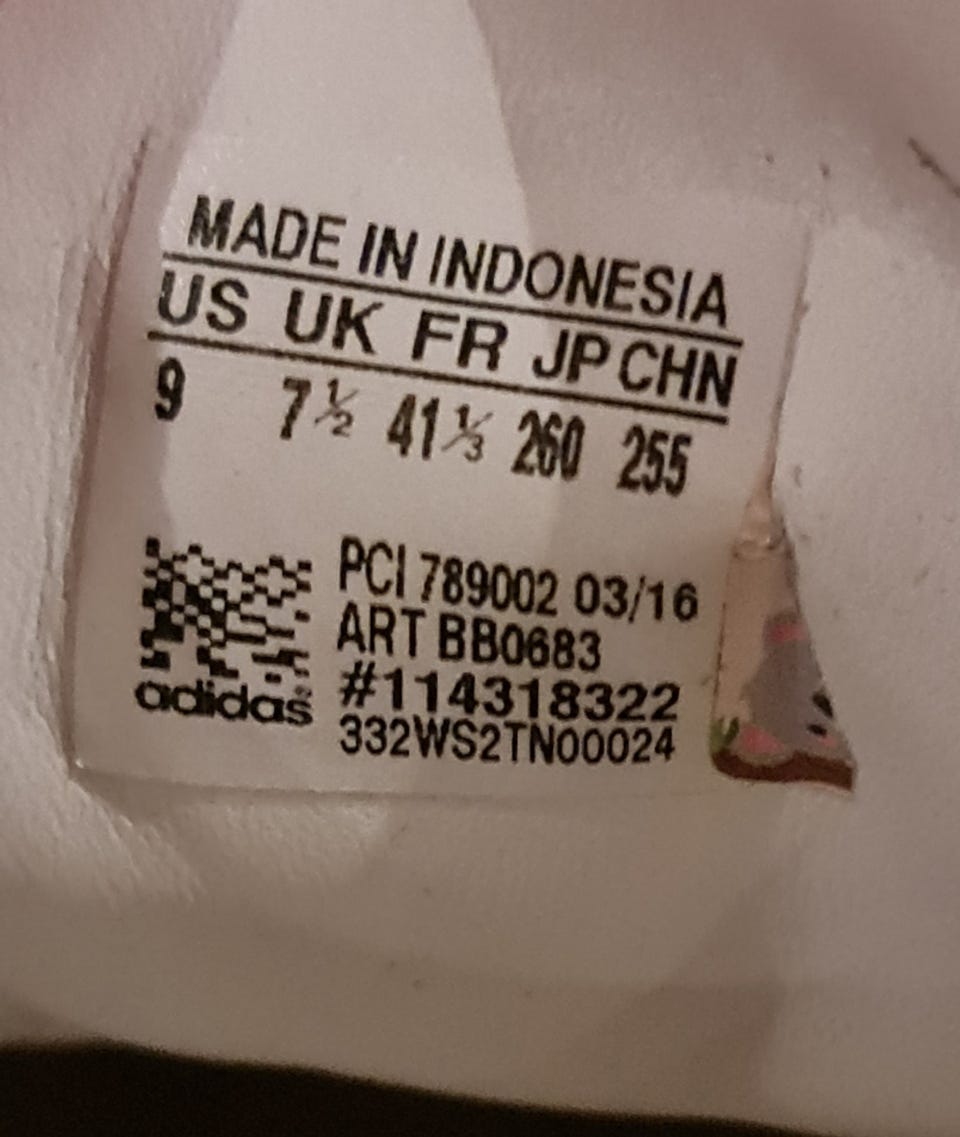 MADE IN INDONESIA
US UK FR JP CHN
9 7½ 41⅓ 260 255
PCI 789002 03/16
ART BB0683
#114318322
332WS2TN00024
adidas